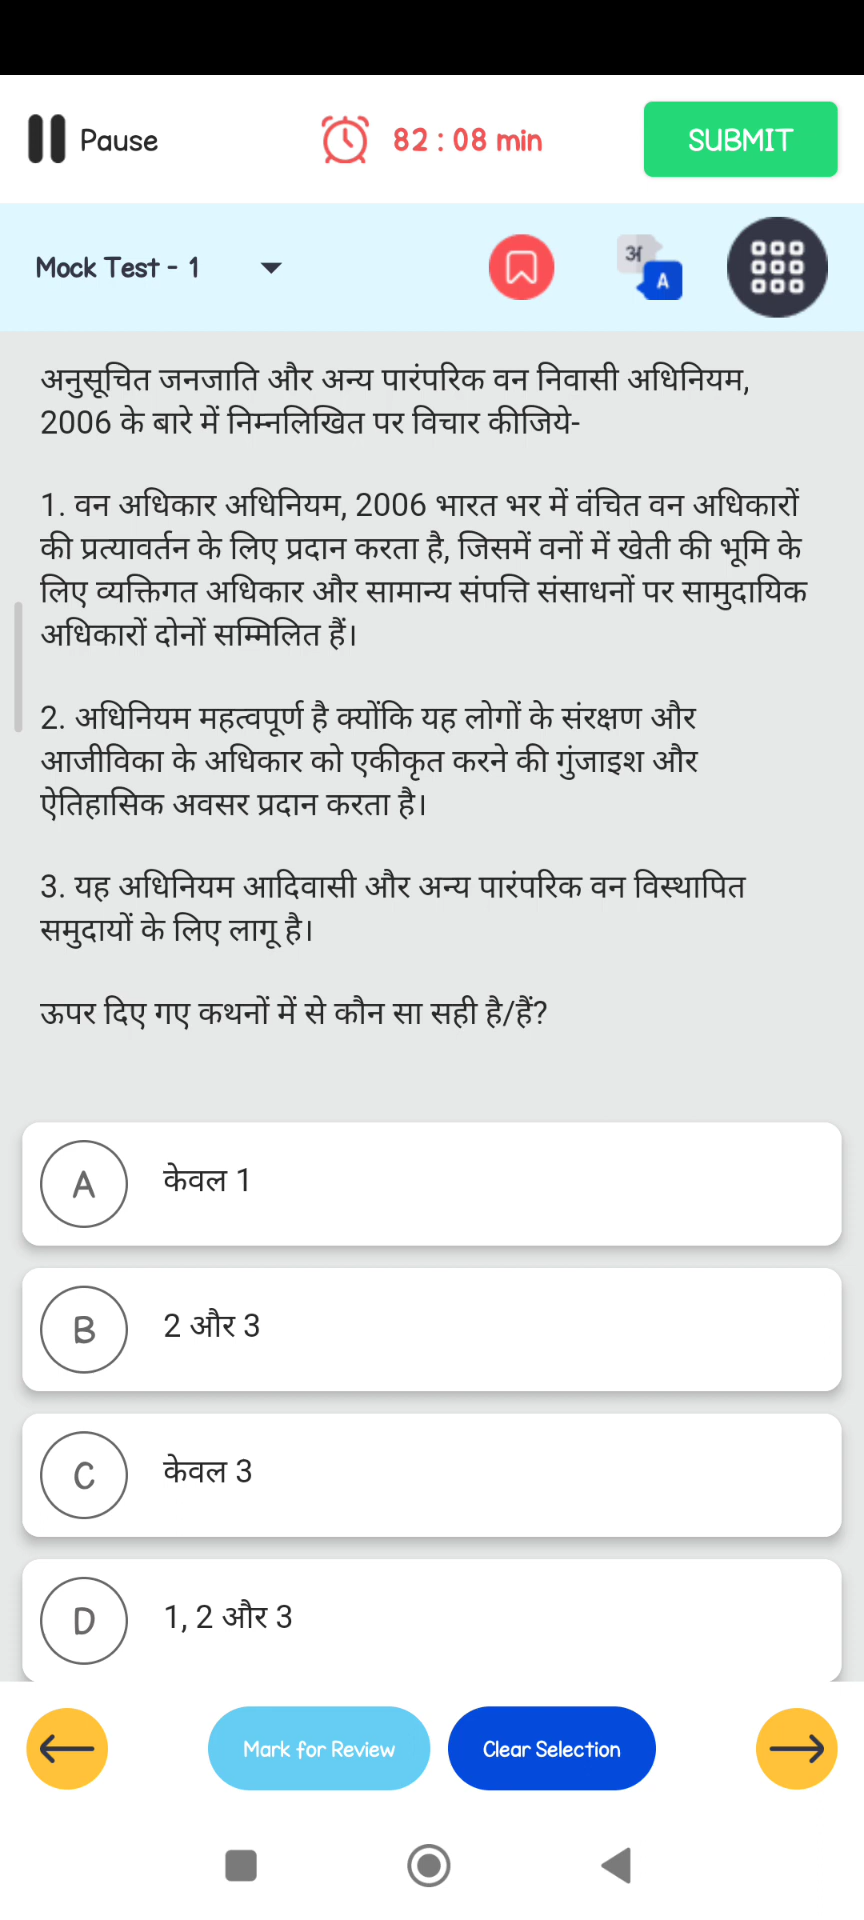 Pause
82 : 08 min
SUBMIT
Mock Test - 1
अ
A
अनुसूचित जनजाति और अन्य पारंपरिक वन निवासी अधिनियम,
2006 के बारे में निम्नलिखित पर विचार कीजिये-
1. वन अधिकार अधिनियम, 2006 भारत भर में वंचित वन अधिकारों
की प्रत्यावर्तन के लिए प्रदान करता है, जिसमें वनों में खेती की भूमि के
लिए व्यक्तिगत अधिकार और सामान्य संपत्ति संसाधनों पर सामुदायिक
अधिकारों दोनों सम्मिलित हैं।
2. अधिनियम महत्वपूर्ण है क्योंकि यह लोगों के संरक्षण और
आजीविका के अधिकार को एकीकृत करने की गुंजाइश और
ऐतिहासिक अवसर प्रदान करता है।
3. यह अधिनियम आदिवासी और अन्य पारंपरिक वन विस्थापित
समुदायों के लिए लागू है।
ऊपर दिए गए कथनों में से कौन सा सही है/हैं?
A केवल 1
B 2 और 3
C केवल 3
D 1, 2 और 3
Mark for Review
Clear Selection